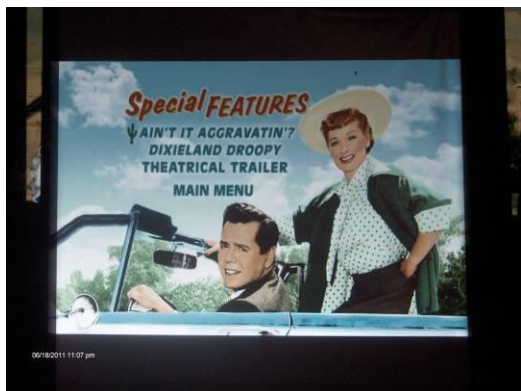 Special FEATURES
AIN'T IT AGGRAVATIN'?
DIXIELAND DROOPY
THEATRICAL TRAILER
MAIN MENU
06/18/2011 11:07 pm